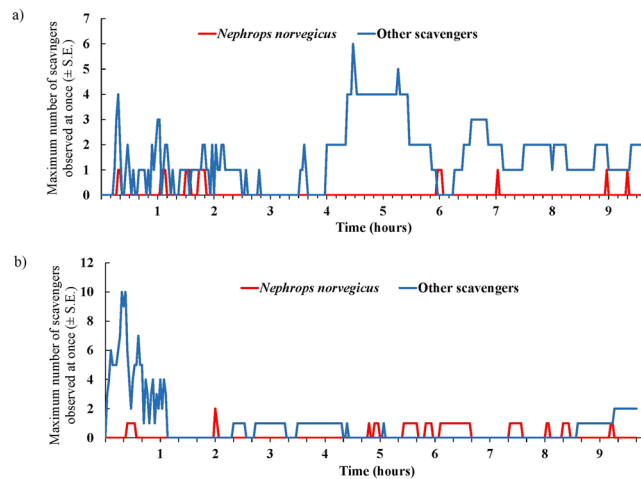 a)
Maximum number of scavngers
observed at once (± S.E.)
7
6
5
4
3
2
1
0
Nephrops norvegicus Other scavengers
1 2 3 4 5 6 7 8 9
Time (hours)
b)
Maximum number of scavengers
observed at once (± S.E.)
12
10
8
6
4
2
0
Nephrops norvegicus Other scavengers
1 2 3 4 5 6 7 8 9
Time (hours)